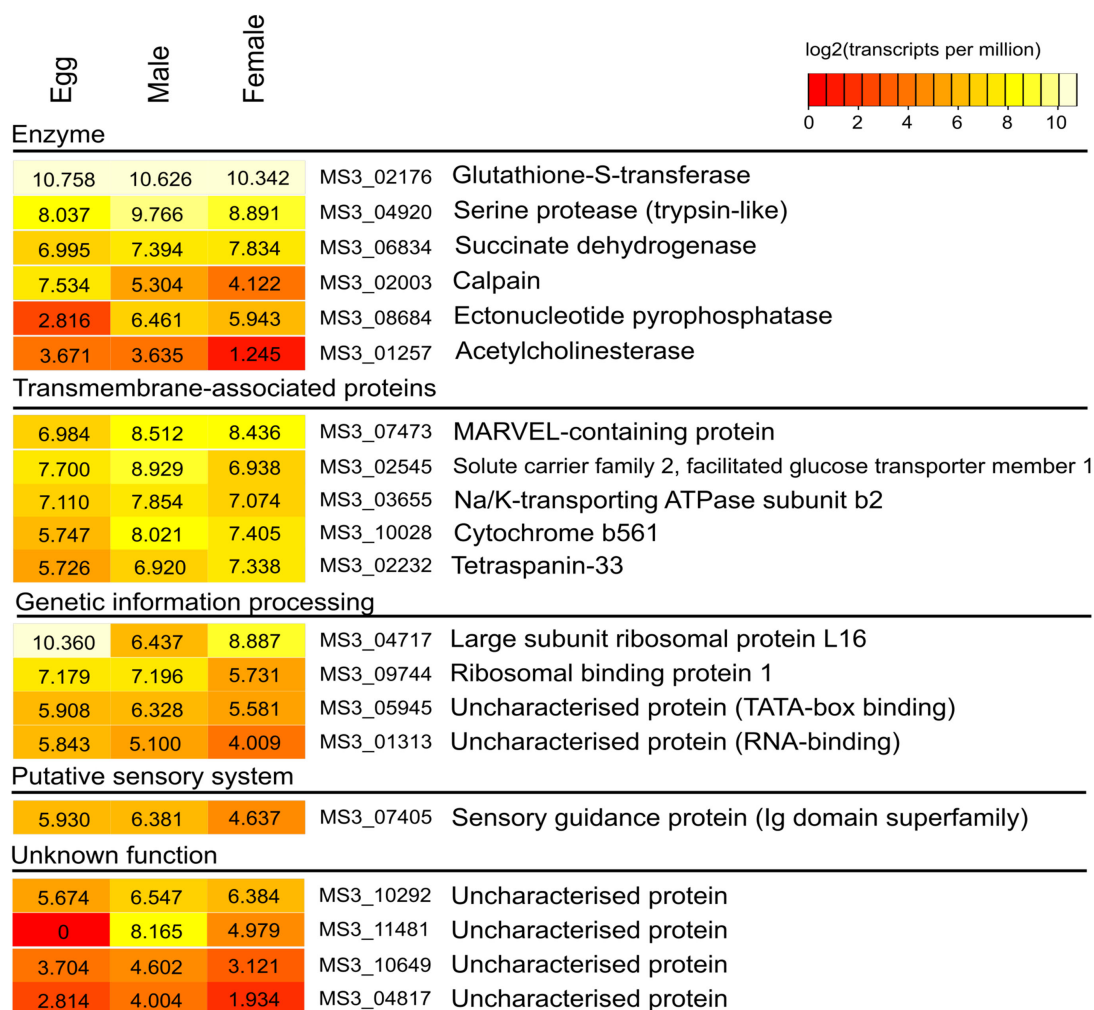 Egg Male Female
log2(transcripts per million)
0 2 4 6 8 10
Enzyme
10.758 10.626 10.342 MS3_02176 Glutathione-S-transferase
8.037 9.766 8.891 MS3_04920 Serine protease (trypsin-like)
6.995 7.394 7.834 MS3_06834 Succinate dehydrogenase
7.534 5.304 4.122 MS3_02003 Calpain
2.816 6.461 5.943 MS3_08684 Ectonucleotide pyrophosphatase
3.671 3.635 1.245 MS3_01257 Acetylcholinesterase
Transmembrane-associated proteins
6.984 8.512 8.436 MS3_07473 MARVEL-containing protein
7.700 8.929 6.938 MS3_02545 Solute carrier family 2, facilitated glucose transporter member 1
7.110 7.854 7.074 MS3_03655 Na/K-transporting ATPase subunit b2
5.747 8.021 7.405 MS3_10028 Cytochrome b561
5.726 6.920 7.338 MS3_02232 Tetraspanin-33
Genetic information processing
10.360 6.437 8.887 MS3_04717 Large subunit ribosomal protein L16
7.179 7.196 5.731 MS3_09744 Ribosomal binding protein 1
5.908 6.328 5.581 MS3_05945 Uncharacterised protein (TATA-box binding)
5.843 5.100 4.009 MS3_01313 Uncharacterised protein (RNA-binding)
Putative sensory system
5.930 6.381 4.637 MS3_07405 Sensory guidance protein (Ig domain superfamily)
Unknown function
5.674 6.547 6.384 MS3_10292 Uncharacterised protein
0 8.165 4.979 MS3_11481 Uncharacterised protein
3.704 4.602 3.121 MS3_10649 Uncharacterised protein
2.814 4.004 1.934 MS3_04817 Uncharacterised protein